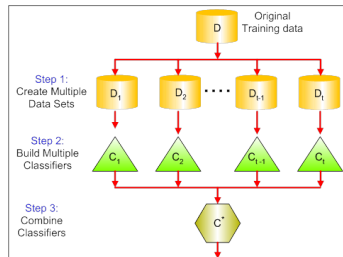 Original
Training data
D
Step 1:
Create Multiple
Data Sets
D1 D2 •••• Dt-1 Dt
Step 2:
Build Multiple
Classifiers
C1 C2 Ct-1 Ct
Step 3:
Combine
Classifiers
C*